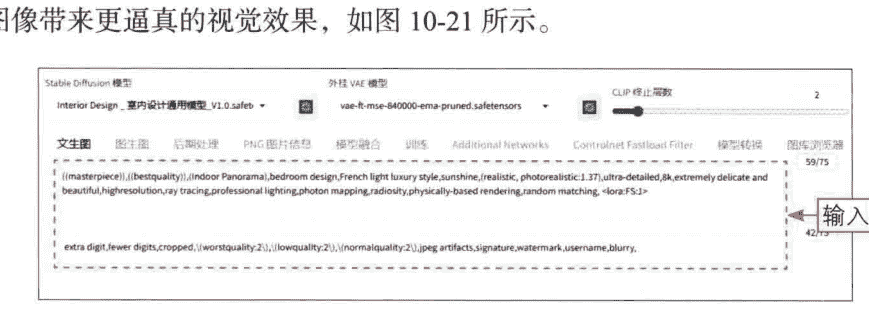 图像带来更逼真的视觉效果，如图 10-21 所示。
Stable Diffusion 模型
外挂 VAE 模型
CLIP 终止层数
2
Interior Design _ 室内设计通用模型_V1.0.safet
vae-ft-mse-840000-ema-pruned.safetensors
文生图 图生图 后期处理 PNG 图片信息 模型融合 训练 Additional Networks Controlnet Fastload Filter 模型转换 图库浏览器
59/75
((masterpiece)),((bestquality)),(Indoor Panorama),bedroom design,French light luxury style,sunshine,(realistic, photorealistic:1.37),ultra-detailed,8k,extremely delicate and
beautiful,highresolution,ray tracing,professional lighting,photon mapping,radiosity,physically-based rendering,random matching, <lora:FS:1>
输入
42/75
extra digit,fewer digits,cropped,\(worstquality:2\),\(lowquality:2\),\(normalquality:2\),jpeg artifacts,signature,watermark,username,blurry,